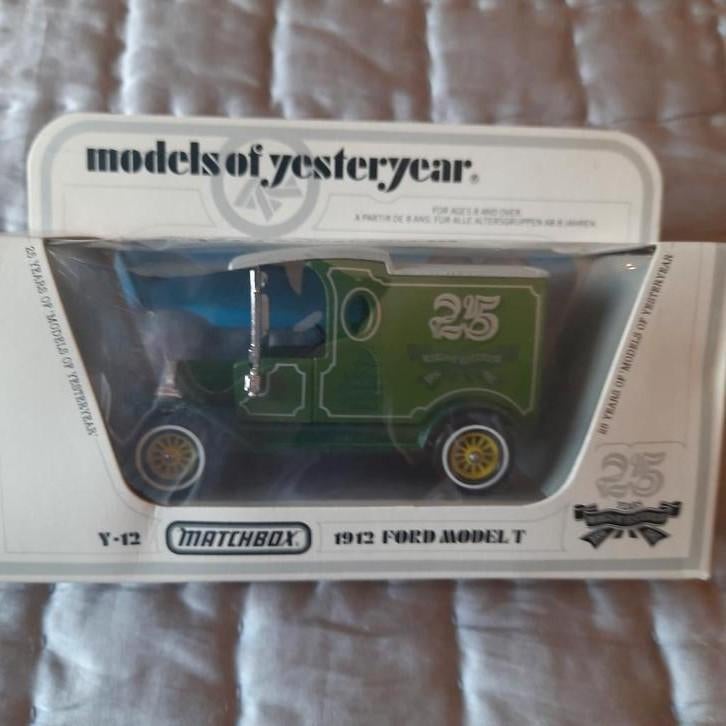 models of yesteryear®
FOR AGES 8 AND OVER.
A PARTIR DE 8 ANS. FÜR ALLE ALTERSGRUPPEN AB 8 JAHREN.
25 YEARS OF 'MODELS OF YESTERYEAR'
25
25 YEARS OF 'MODELS OF YESTERYEAR'
25
Y-12
MATCHBOX
1912 FORD MODEL T